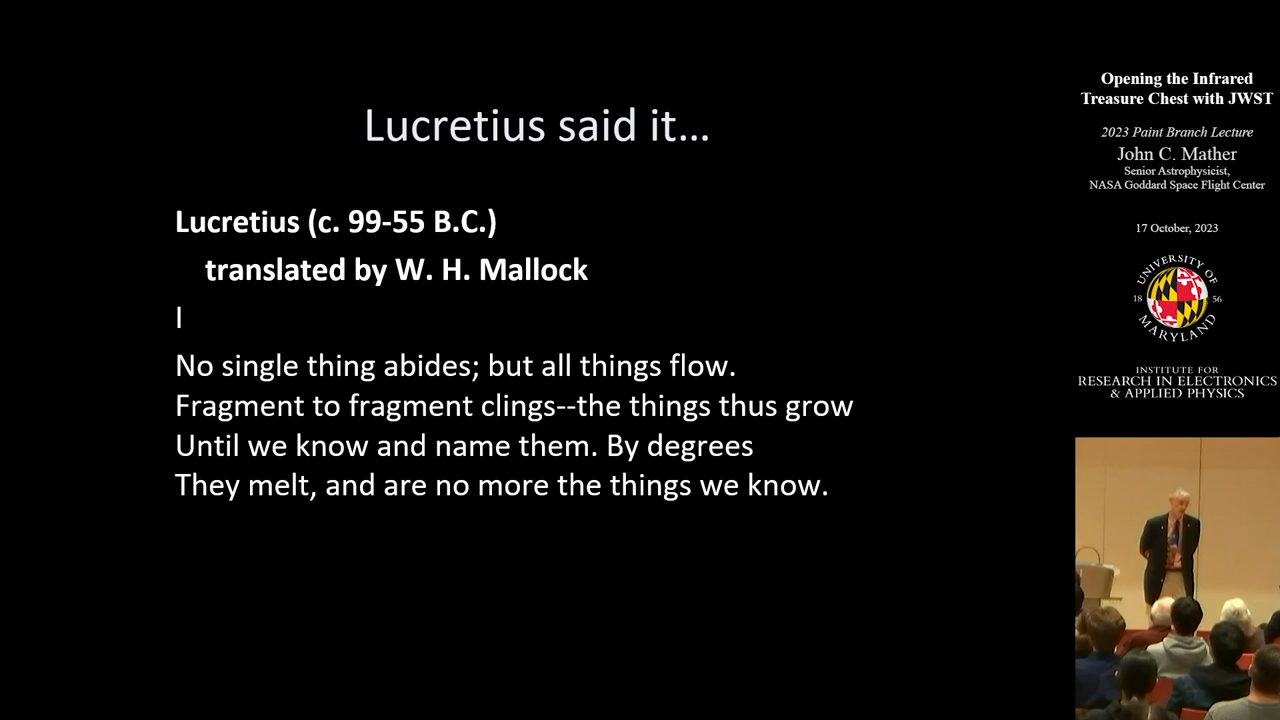 Lucretius said it…
Lucretius (c. 99-55 B.C.)
translated by W. H. Mallock
I
No single thing abides; but all things flow.
Fragment to fragment clings--the things thus grow
Until we know and name them. By degrees
They melt, and are no more the things we know.
Opening the Infrared
Treasure Chest with JWST
2023 Paint Branch Lecture
John C. Mather
Senior Astrophysicist,
NASA Goddard Space Flight Center
17 October, 2023
UNIVERSITY OF
18 56
MARYLAND
INSTITUTE FOR
RESEARCH IN ELECTRONICS
& APPLIED PHYSICS